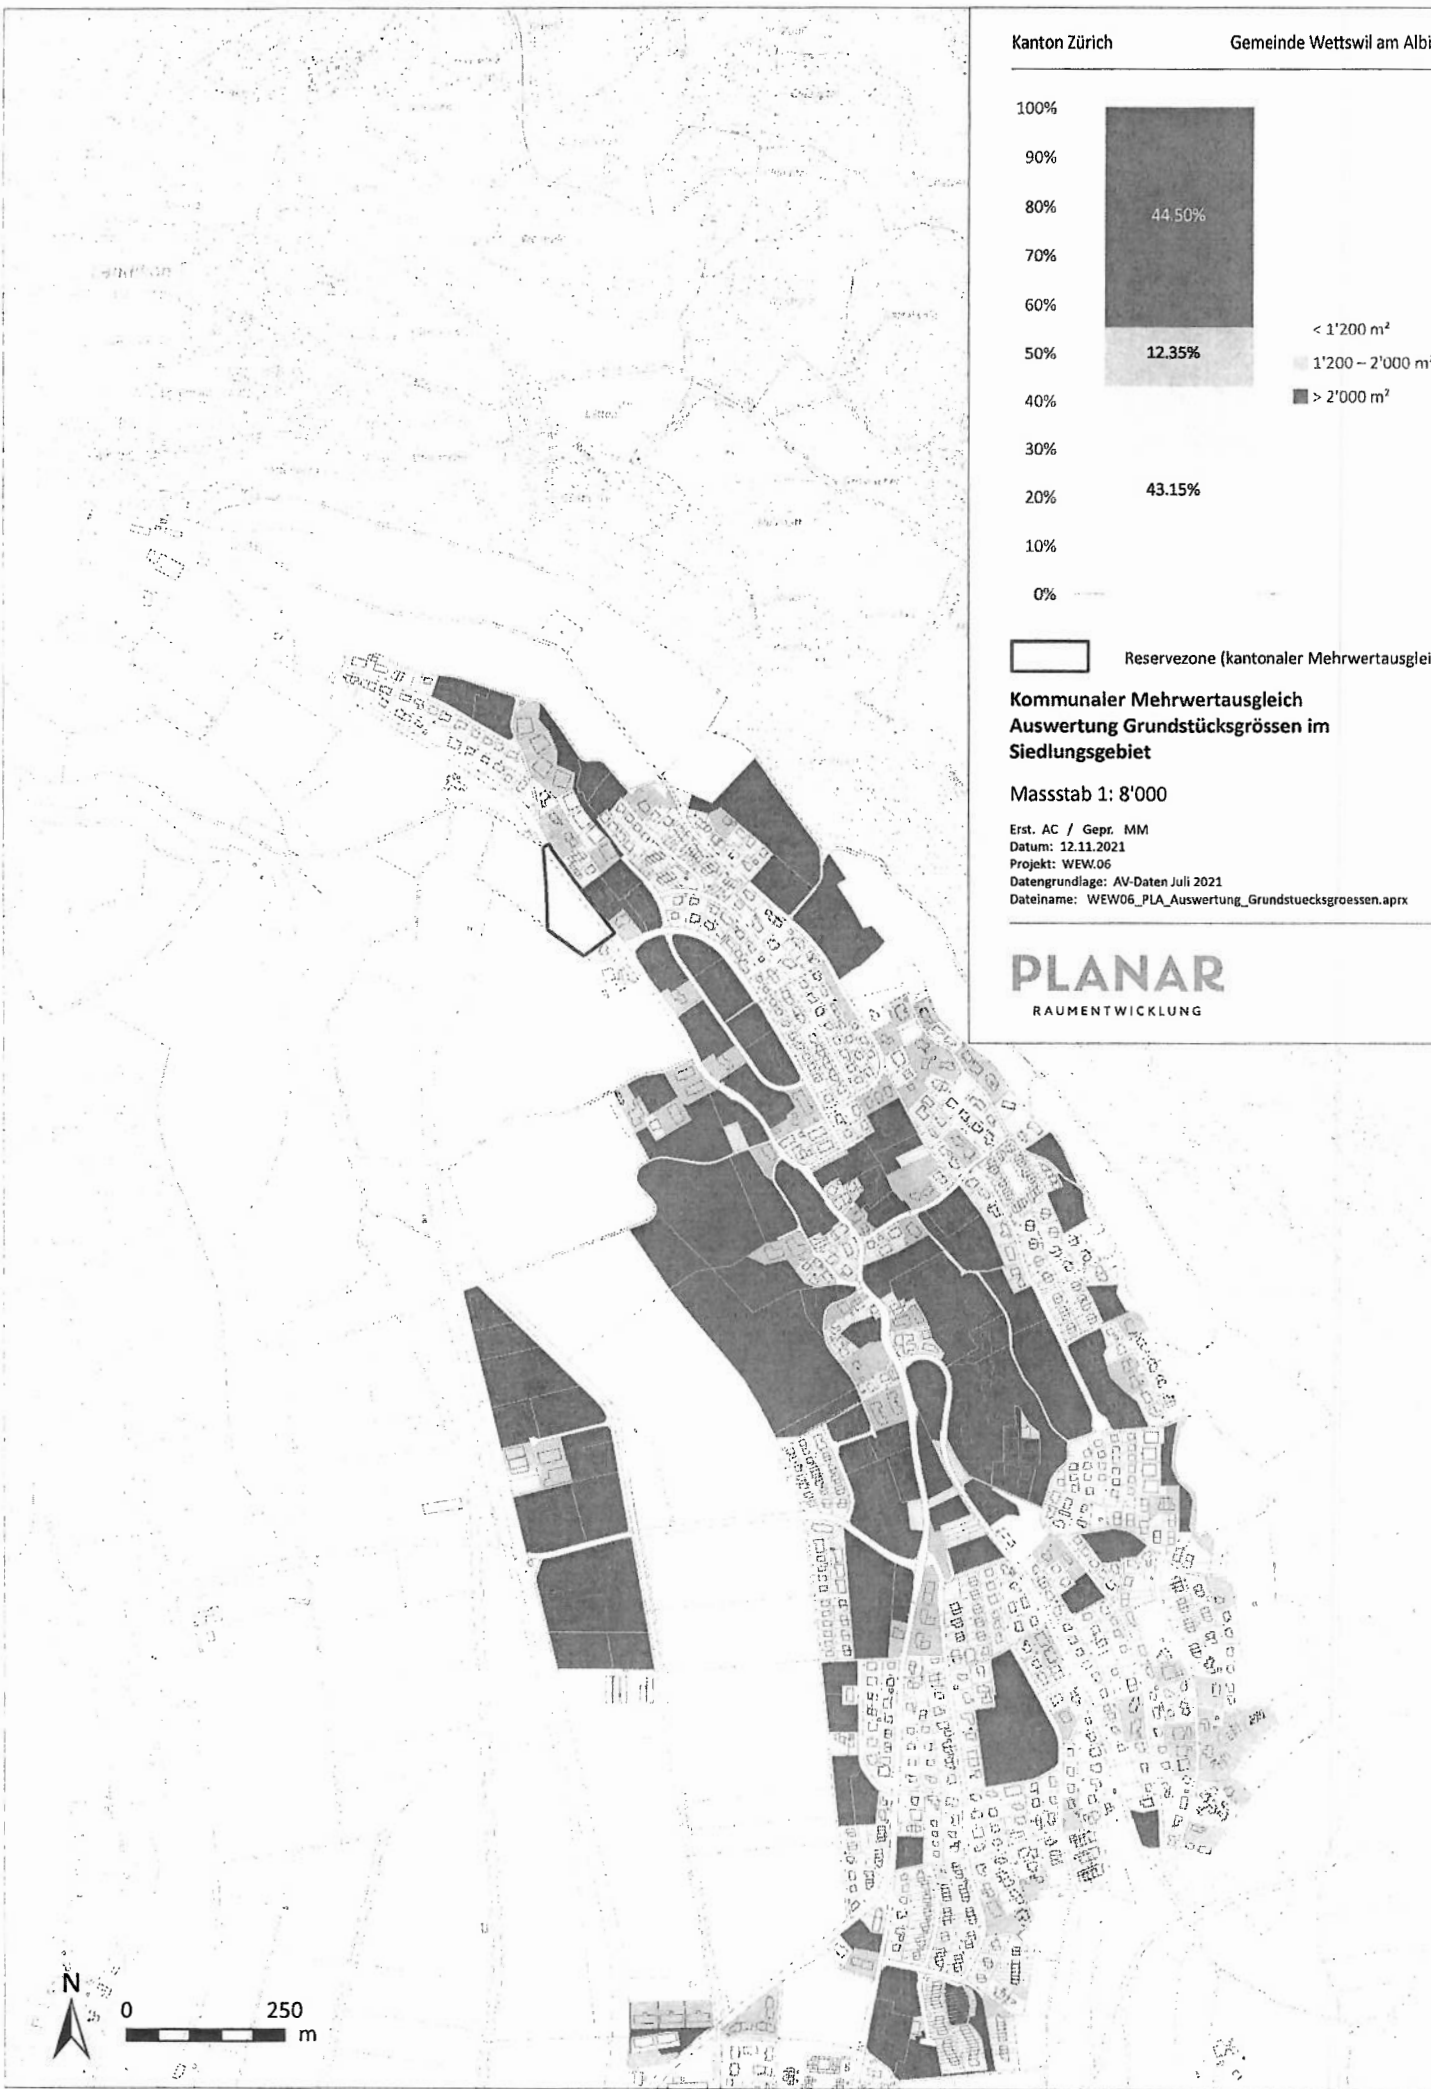 Kanton Zürich
Gemeinde Wettswil am Albi
100%
90%
80%
70%
60%
50%
40%
30%
20%
10%
0%
44.50%
12.35%
43.15%
< 1'200 m²
1'200 – 2'000 m²
> 2'000 m²
Reservezone (kantonaler Mehrwertausglei
Kommunaler Mehrwertausgleich
Auswertung Grundstücksgrössen im
Siedlungsgebiet
Massstab 1: 8'000
Erst. AC / Gepr. MM
Datum: 12.11.2021
Projekt: WEW.06
Datengrundlage: AV-Daten Juli 2021
Dateiname: WEW06_PLA_Auswertung_Grundstuecksgroessen.aprx
PLANAR
RAUMENTWICKLUNG
N
0 250
m